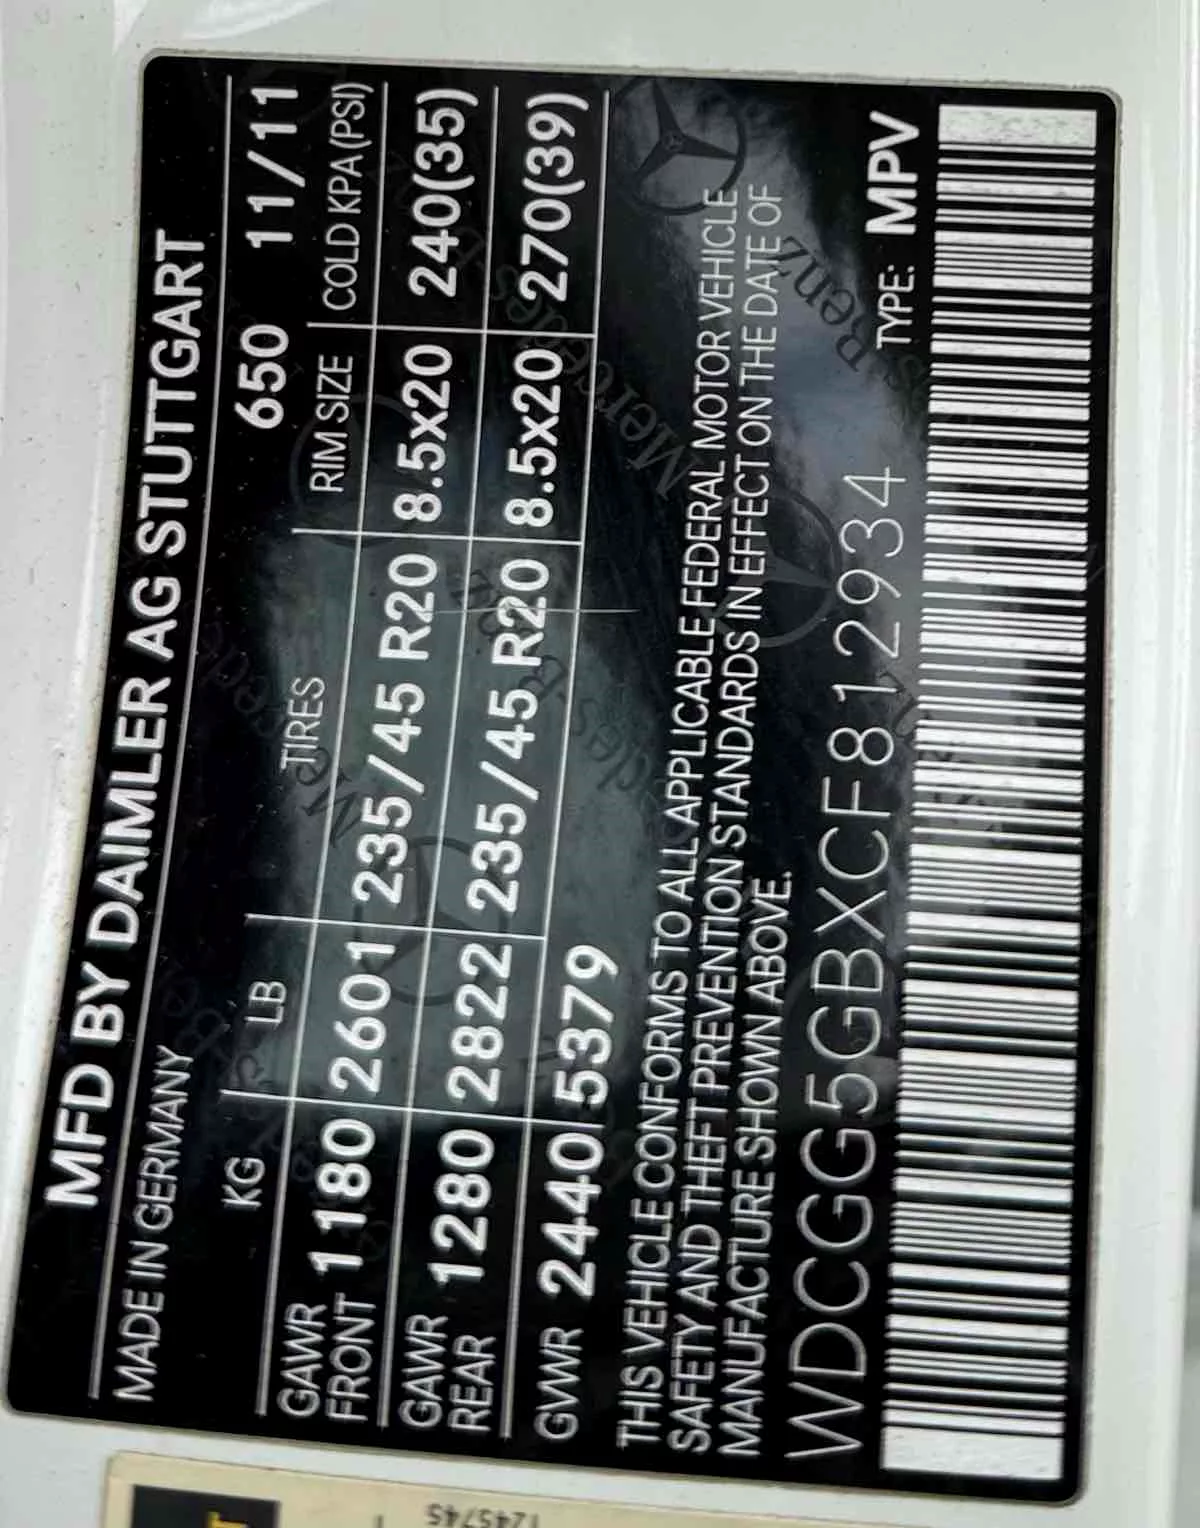 MFD BY DAIMLER AG STUTTGART
MADE IN GERMANY 650 11/11
KG LB TIRES RIM SIZE COLD KPA (PSI)
GAWR
FRONT 1180 2601 235/45 R20 8.5x20 240(35)
GAWR
REAR 1280 2822 235/45 R20 8.5x20 270(39)
GVWR 2440 5379
THIS VEHICLE CONFORMS TO ALL APPLICABLE FEDERAL MOTOR VEHICLE
SAFETY AND THEFT PREVENTION STANDARDS IN EFFECT ON THE DATE OF
MANUFACTURE SHOWN ABOVE.
WDCGG5GBXCF812934 TYPE: MPV
Mercedes-Benz